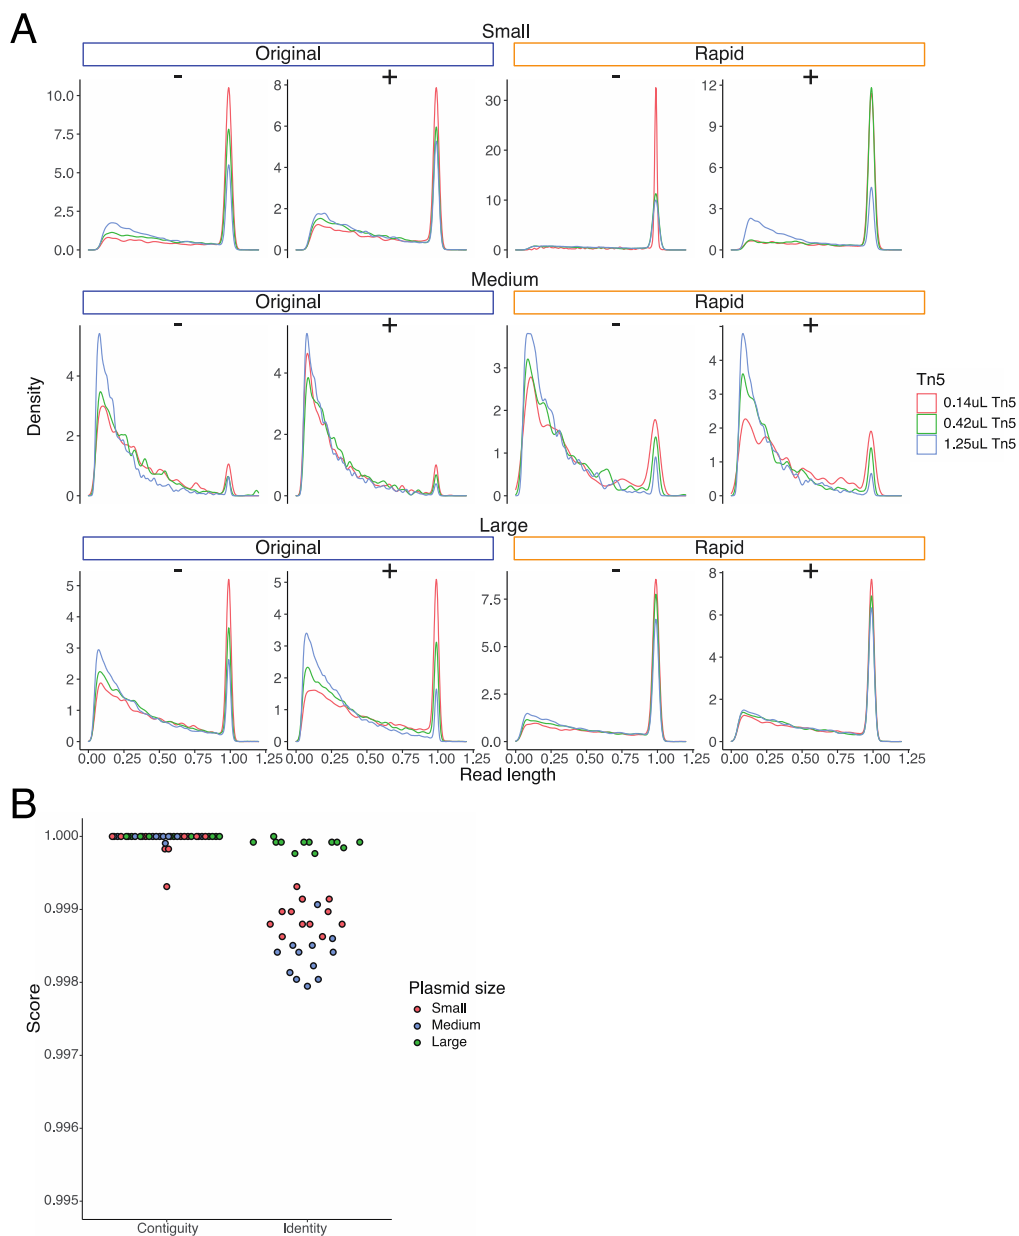 A
Small
Original Rapid
- + - +
10.0 8 30 12
7.5 6 9
5.0 4 20 6
2.5 2 10 3
0.0 0 0 0
Medium
Original Rapid
- + - +
4 4 3 4
3
2 2 2 2
1 1
0 0 0 0
Density
Tn5
0.14uL Tn5
0.42uL Tn5
1.25uL Tn5
Large
Original Rapid
- + - +
5 5 7.5 8
4 4 6
3 3 5.0
2 2 4
1 1 2.5 2
0 0 0.0 0
0.00 0.25 0.50 0.75 1.00 1.25 0.00 0.25 0.50 0.75 1.00 1.25 0.00 0.25 0.50 0.75 1.00 1.25 0.00 0.25 0.50 0.75 1.00 1.25
Read length
B
1.000
0.999
0.998
0.997
0.996
0.995
Score
Contiguity Identity
Plasmid size
Small
Medium
Large